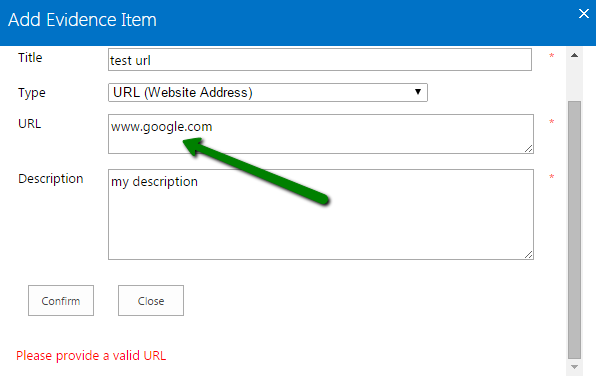 Add Evidence Item
Title test url *
Type URL (Website Address)
URL www.google.com *
Description my description *
Confirm Close
Please provide a valid URL